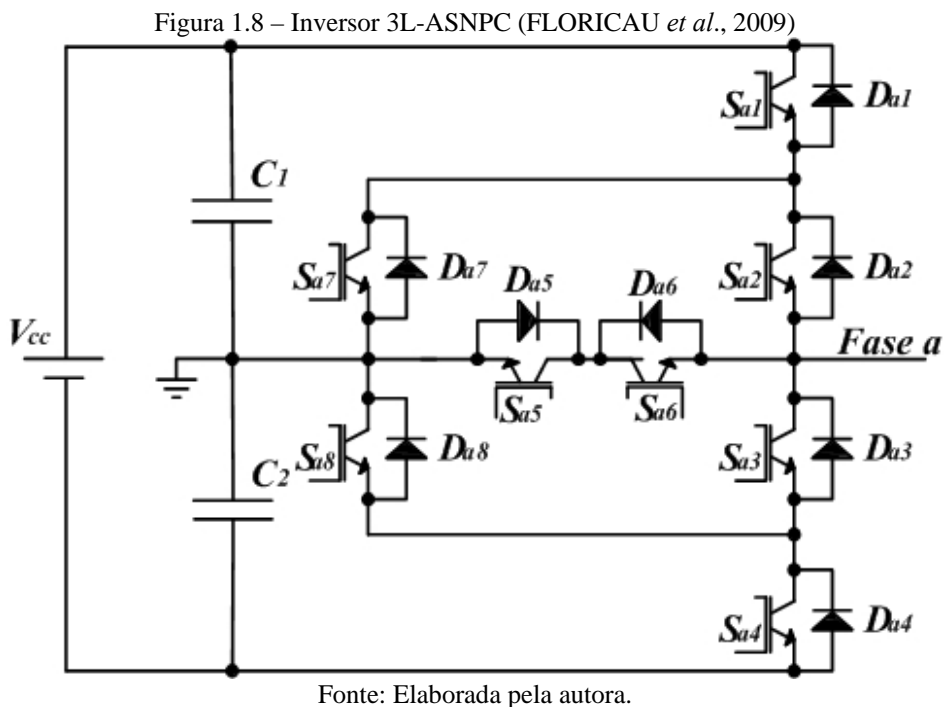 Figura 1.8 – Inversor 3L-ASNPC (FLORICAU et al., 2009)
Sa1
Da1
C1
Sa7
Da7
Da5
Da6
Sa2
Da2
Vcc
Fase a
Sa5
Sa6
C2
Sa8
Da8
Sa3
Da3
Sa4
Da4
Fonte: Elaborada pela autora.